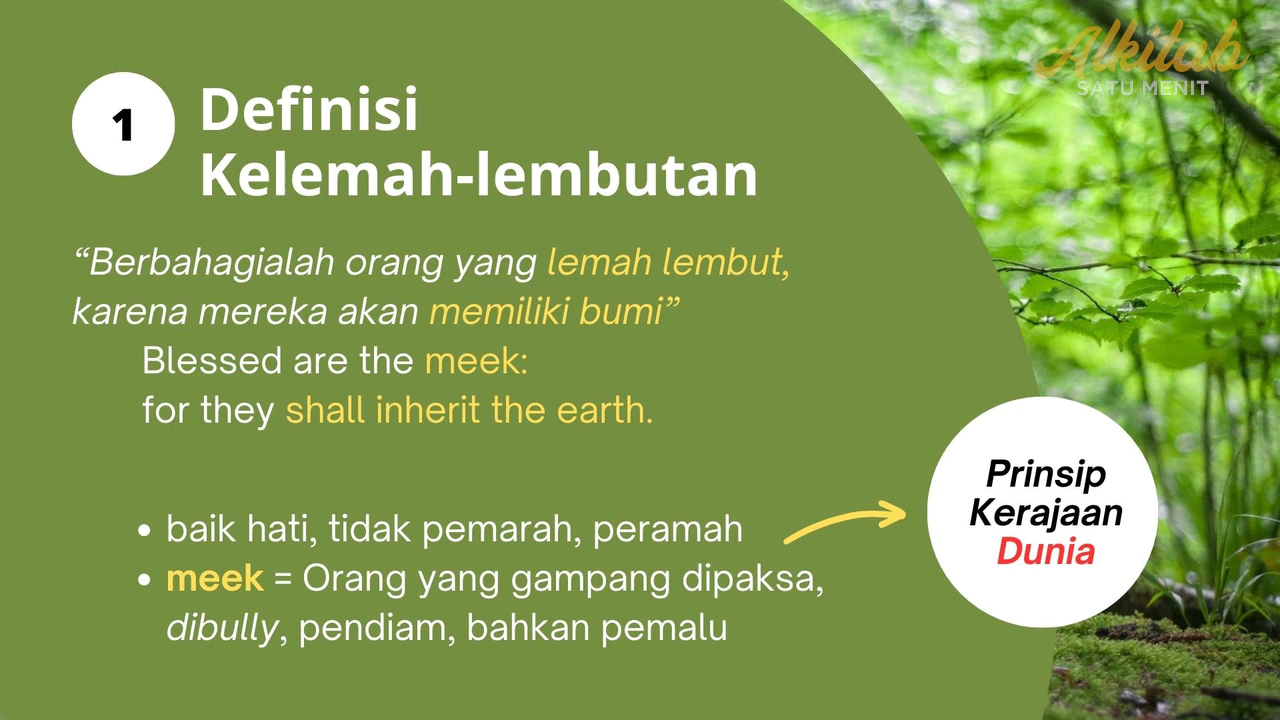 Alkitab
SATU MENIT
1
Definisi
Kelemah-lembutan
“Berbahagialah orang yang lemah lembut,
karena mereka akan memiliki bumi”
Blessed are the meek:
for they shall inherit the earth.
• baik hati, tidak pemarah, peramah
• meek = Orang yang gampang dipaksa,
dibully, pendiam, bahkan pemalu
Prinsip
Kerajaan
Dunia